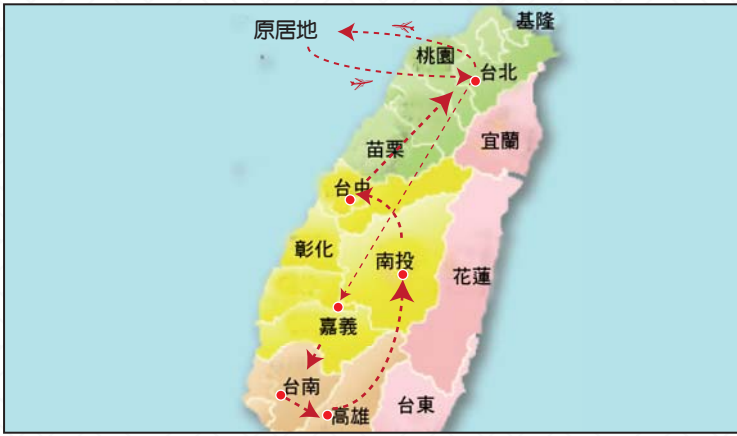 基隆
原居地
桃園
台北
宜蘭
苗栗
台中
彰化
南投
花蓮
嘉義
台南
高雄
台東